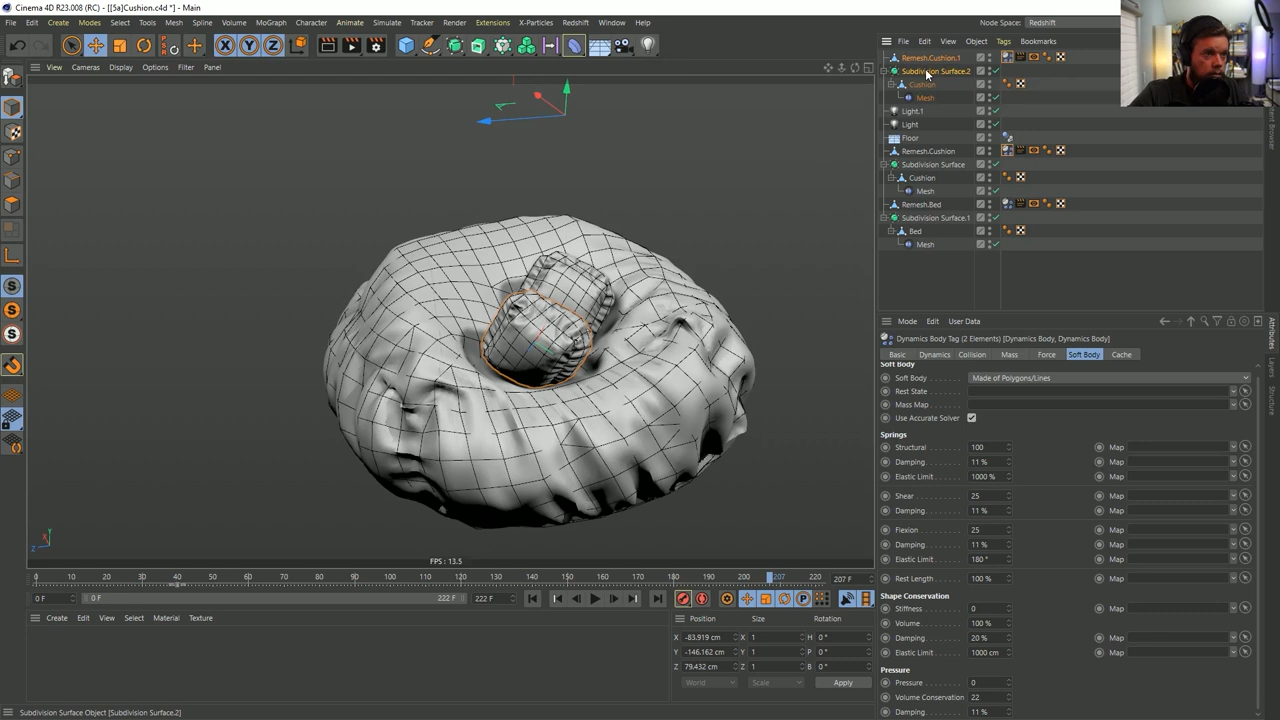 Cinema 4D R23.008 (RC) - [[5a]Cushion.c4d *] - Main
File Edit Create Modes Select Tools Mesh Spline Volume MoGraph Character Animate Simulate Tracker Render Extensions X-Particles Redshift Window Help
Node Space: Redshift
View Cameras Display Options Filter Panel
File Edit View Object Tags Bookmarks
Remesh.Cushion.1
Subdivision Surface.2
Cushion
Mesh
Light.1
Light
Floor
Remesh.Cushion
Subdivision Surface
Cushion
Mesh
Remesh.Bed
Subdivision Surface.1
Bed
Mesh
Mode Edit User Data
Dynamics Body Tag (2 Elements) [Dynamics Body, Dynamics Body]
Basic Dynamics Collision Mass Force Soft Body Cache
Soft Body
Soft Body Made of Polygons/Lines
Rest State
Mass Map
Use Accurate Solver
Springs
Structural 100 Map
Damping 11 % Map
Elastic Limit 1000 % Map
Shear 25 Map
Damping 11 % Map
Flexion 25 Map
Damping 11 % Map
Elastic Limit 180 ° Map
Rest Length 100 % Map
Shape Conservation
Stiffness 0 Map
Volume 100 %
Damping 20 % Map
Elastic Limit 1000 cm Map
Pressure
Pressure 0
Volume Conservation 22
Damping 11 %
Attributes
Layers
Structure
FPS : 13.5
0 10 20 30 40 50 60 70 80 90 100 110 120 130 140 150 160 170 180 190 200 207 220 207 F
0 F 0 F 222 F 222 F
Create Edit View Select Material Texture
Position Size Rotation
X -83.919 cm X 1 H 0 °
Y -146.162 cm Y 1 P 0 °
Z 79.432 cm Z 1 B 0 °
World Scale Apply
Subdivision Surface Object [Subdivision Surface.2]